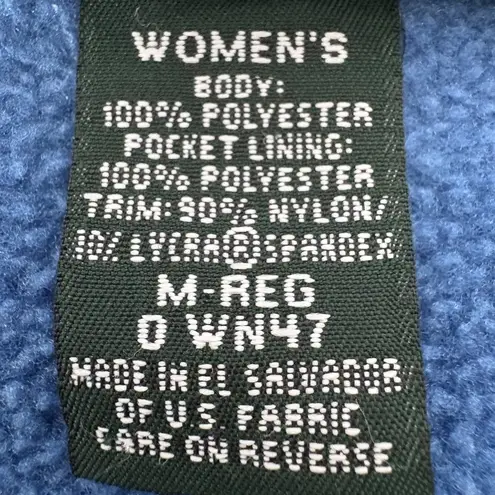 WOMEN'S
BODY:
100% POLYESTER
POCKET LINING:
100% POLYESTER
TRIM: 90% NYLON/
10% LYCRA® SPANDEX
M-REG
0 WN47
MADE IN EL SALVADOR
OF U.S. FABRIC
CARE ON REVERSE